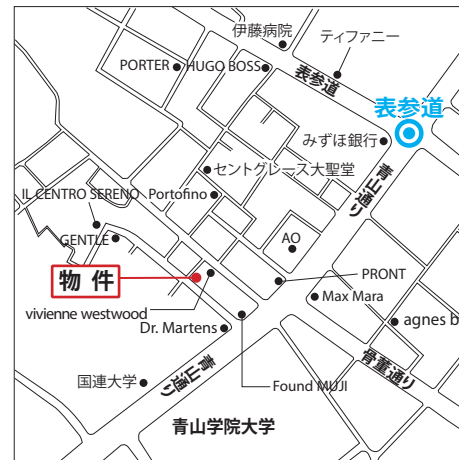 伊藤病院
ティファニー
PORTER
HUGO BOSS
表参道
表参道
みずほ銀行
セントグレース大聖堂
青山通り
IL CENTRO SERENO
Portofino
GENTLE
AO
物件
PRONT
vivienne westwood
Max Mara
Dr. Martens
agnes b
骨董通り
青山通り
国連大学
Found MUJI
青山学院大学